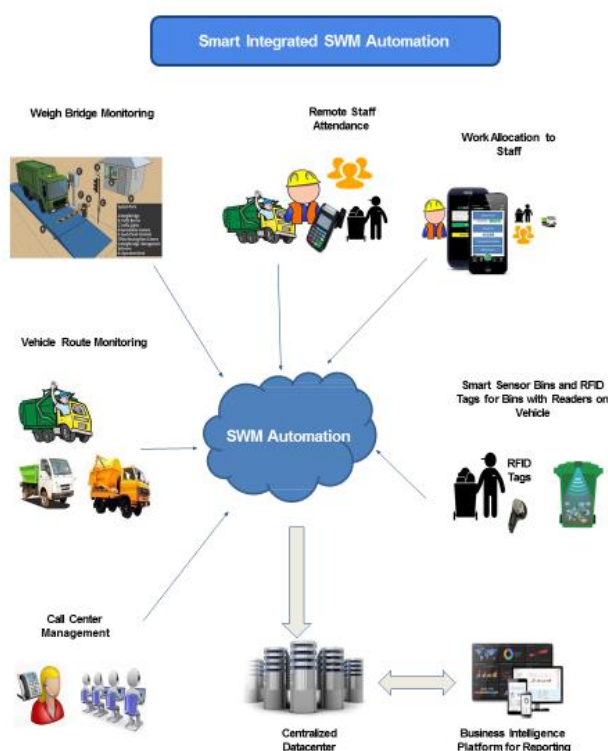 Smart Integrated SWM Automation
Weigh Bridge Monitoring
Remote Staff
Attendance
Work Allocation to
Staff
Vehicle Route Monitoring
SWM Automation
Smart Sensor Bins and RFID
Tags for Bins with Readers on
Vehicle
RFID
Tags
Call Center
Management
Centralized
Datacenter
Business Intelligence
Platform for Reporting